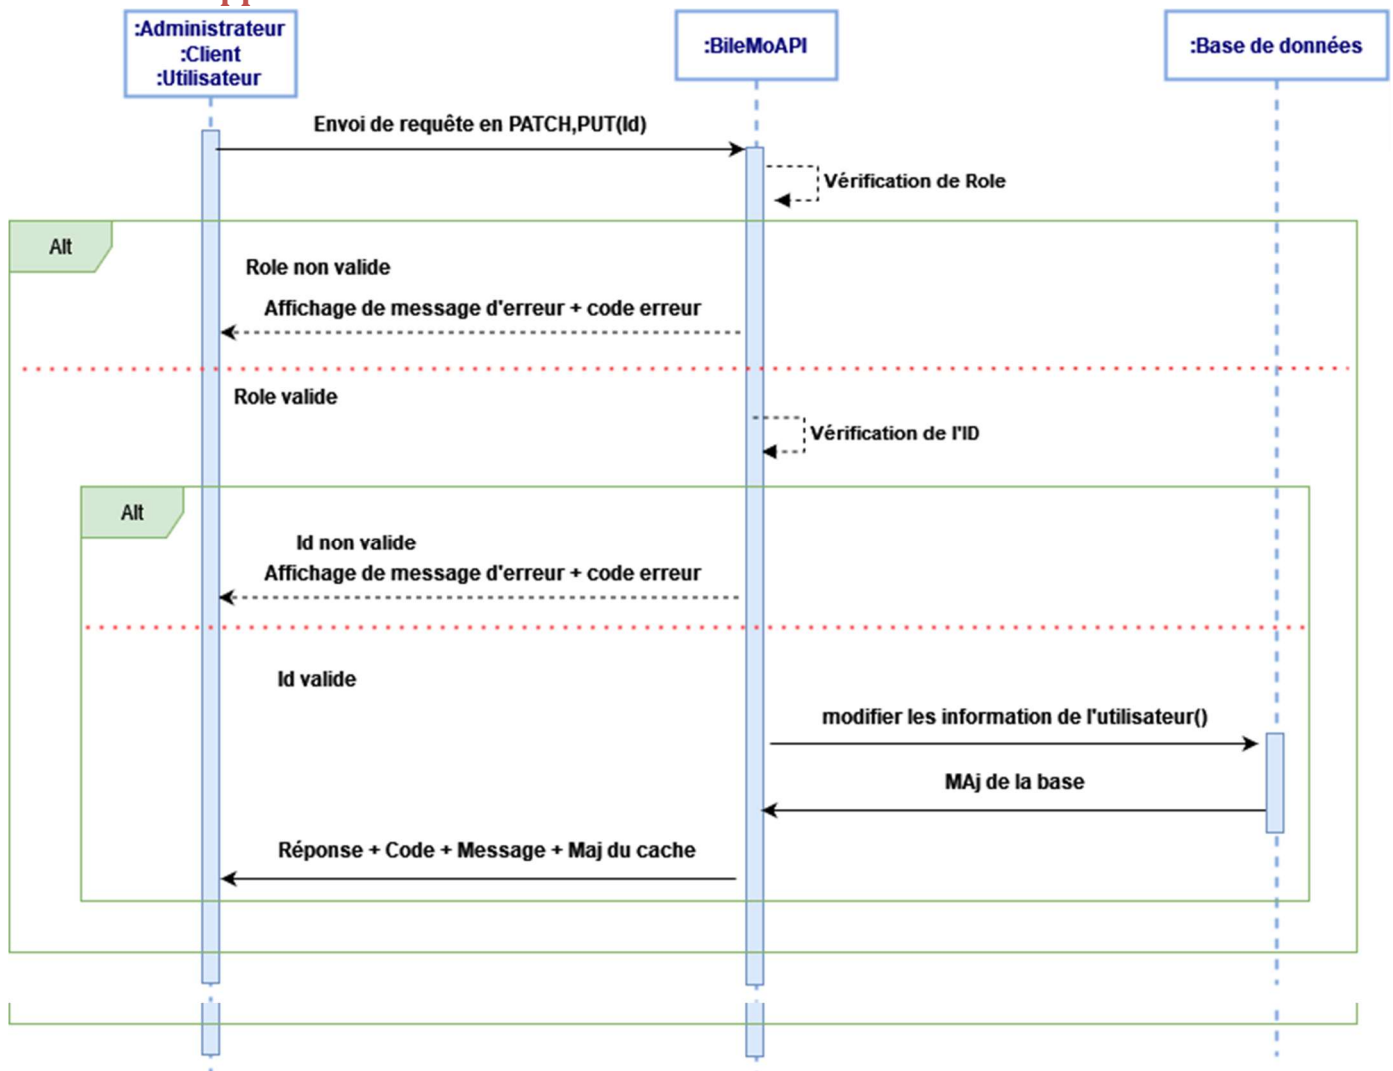 :Administrateur
:Client
:Utilisateur
:BileMoAPI
:Base de données
Envoi de requête en PATCH,PUT(Id)
Vérification de Role
Alt
Role non valide
Affichage de message d'erreur + code erreur
Role valide
Vérification de l'ID
Alt
Id non valide
Affichage de message d'erreur + code erreur
Id valide
modifier les information de l'utilisateur()
MAj de la base
Réponse + Code + Message + Maj du cache